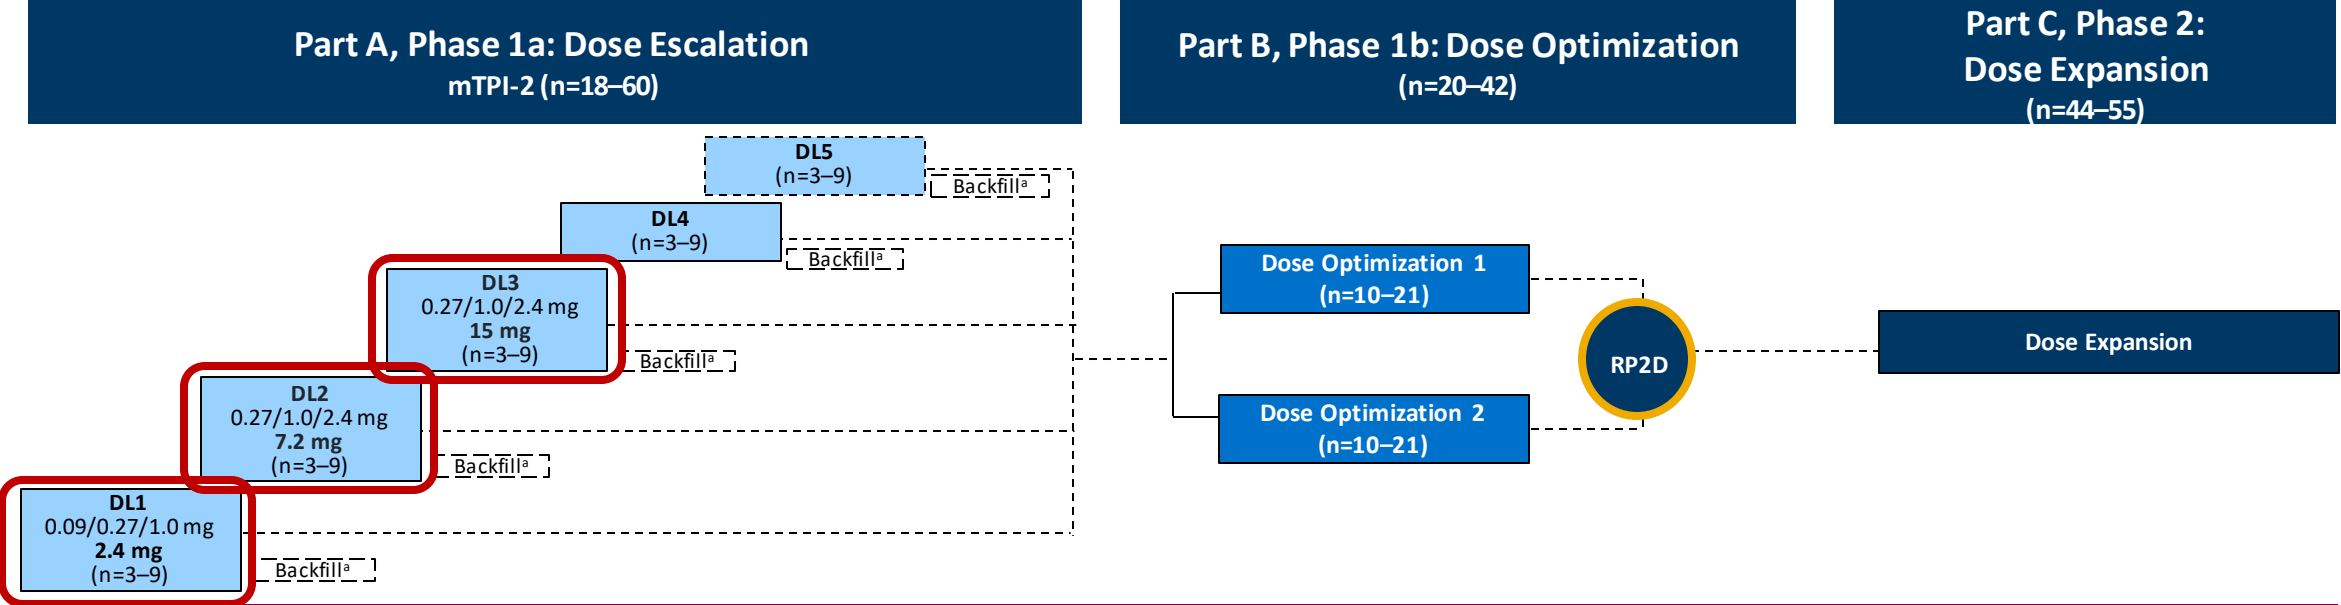 Part A, Phase 1a: Dose Escalation
mTPI-2 (n=18–60)
Part B, Phase 1b: Dose Optimization
(n=20–42)
Part C, Phase 2:
Dose Expansion
(n=44–55)
DL5
(n=3–9)
Backfillᵃ
DL4
(n=3–9)
Backfillᵃ
DL3
0.27/1.0/2.4 mg
15 mg
(n=3–9)
Backfillᵃ
DL2
0.27/1.0/2.4 mg
7.2 mg
(n=3–9)
Backfillᵃ
DL1
0.09/0.27/1.0 mg
2.4 mg
(n=3–9)
Backfillᵃ
Dose Optimization 1
(n=10–21)
Dose Optimization 2
(n=10–21)
RP2D
Dose Expansion